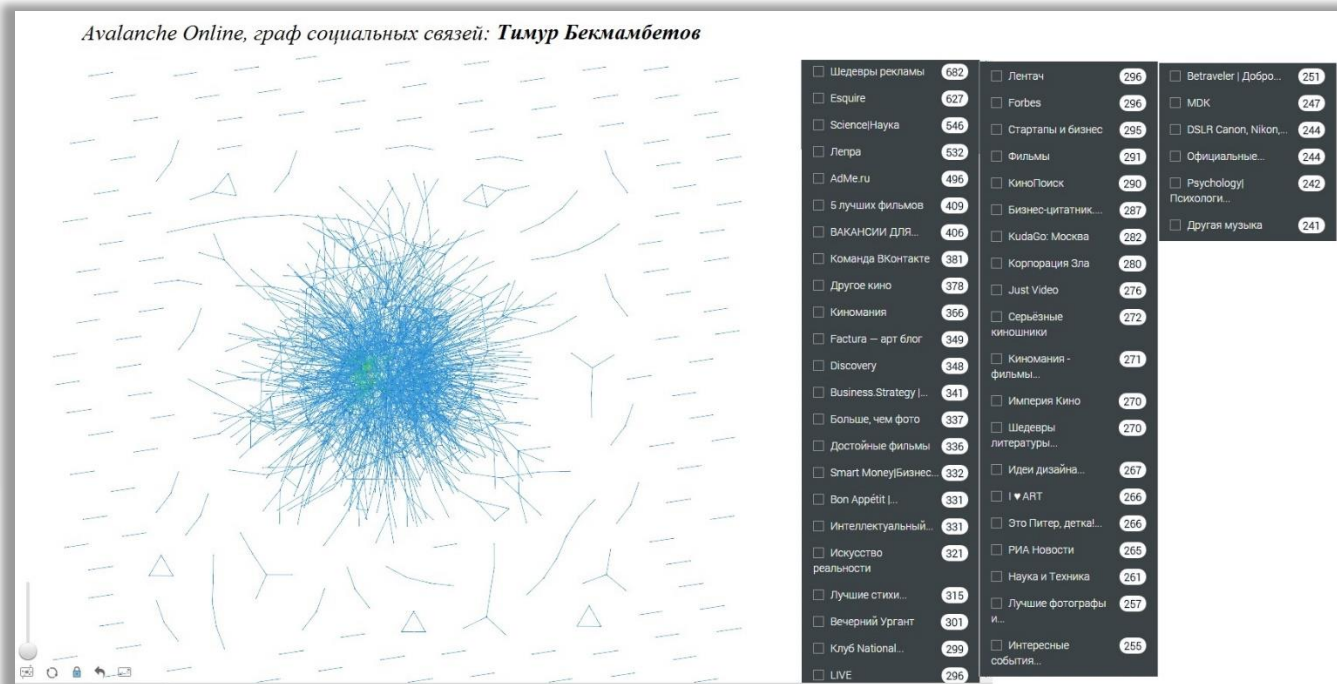 Avalanche Online, граф социальных связей: Тимур Бекмамбетов
Шедевры рекламы 682
Esquire 627
Science|Наука 546
Лепра 532
AdMe.ru 496
5 лучших фильмов 409
ВАКАНСИИ ДЛЯ... 406
Команда ВКонтакте 381
Другое кино 378
Киномания 366
Factura — арт блог 349
Discovery 348
Business.Strategy |... 341
Больше, чем фото 337
Достойные фильмы 336
Smart Money|Бизнес... 332
Bon Appétit |... 331
Интеллектуальный... 331
Искусство 321
реальности
Лучшие стихи... 315
Вечерний Ургант 301
Клуб National... 299
LIVE 296
Лентач 296
Forbes 296
Стартапы и бизнес 295
Фильмы 291
КиноПоиск 290
Бизнес-цитатник.... 287
KudaGo: Москва 282
Корпорация Зла 280
Just Video 276
Серьёзные 272
киношники
Киномания - 271
фильмы...
Империя Кино 270
Шедевры 270
литературы...
Идеи дизайна... 267
I ♥ ART 266
Это Питер, детка!... 266
РИА Новости 265
Наука и Техника 261
Лучшие фотографы 257
и...
Интересные 255
события...
Betraveler | Добро... 251
MDK 247
DSLR Canon, Nikon,... 244
Официальные... 244
Psychology| 242
Психологи...
Другая музыка 241